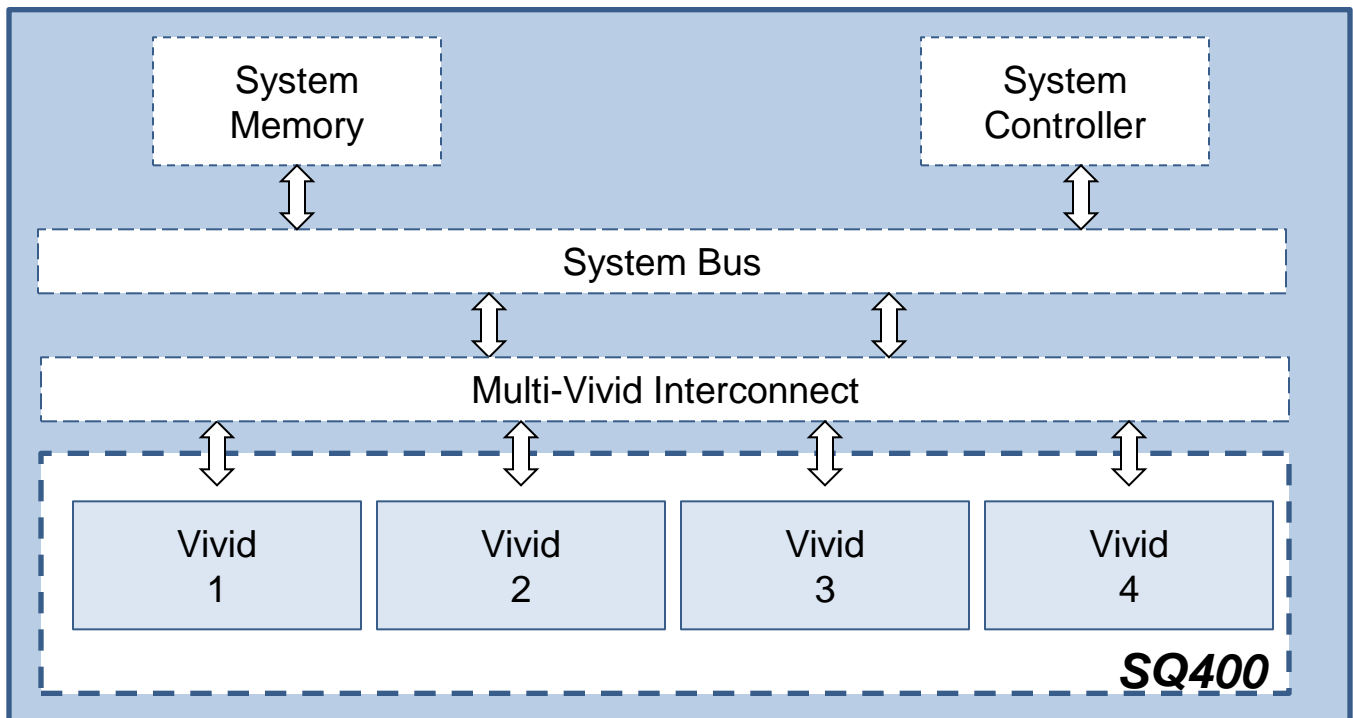 System
Memory
System
Controller
System Bus
Multi-Vivid Interconnect
Vivid
1
Vivid
2
Vivid
3
Vivid
4
SQ400